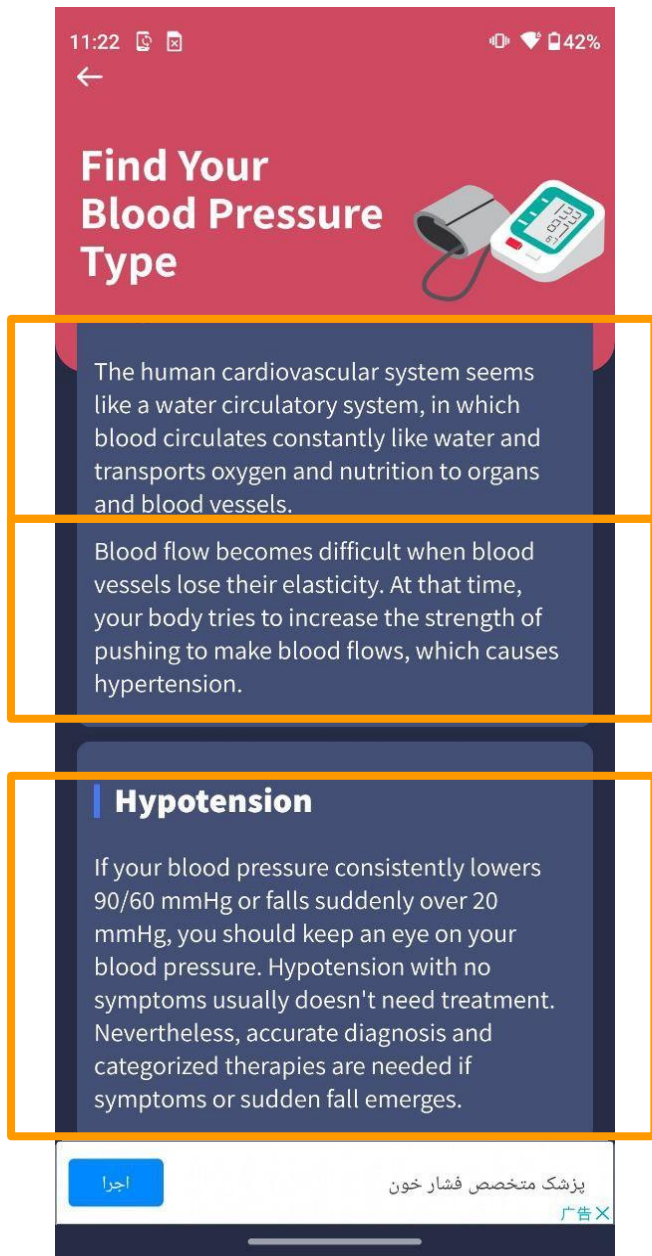 11:22
42%
Find Your
Blood Pressure
Type
The human cardiovascular system seems
like a water circulatory system, in which
blood circulates constantly like water and
transports oxygen and nutrition to organs
and blood vessels.
Blood flow becomes difficult when blood
vessels lose their elasticity. At that time,
your body tries to increase the strength of
pushing to make blood flows, which causes
hypertension.
Hypotension
If your blood pressure consistently lowers
90/60 mmHg or falls suddenly over 20
mmHg, you should keep an eye on your
blood pressure. Hypotension with no
symptoms usually doesn't need treatment.
Nevertheless, accurate diagnosis and
categorized therapies are needed if
symptoms or sudden fall emerges.
پزشک متخصص فشار خون
اجرا
广告